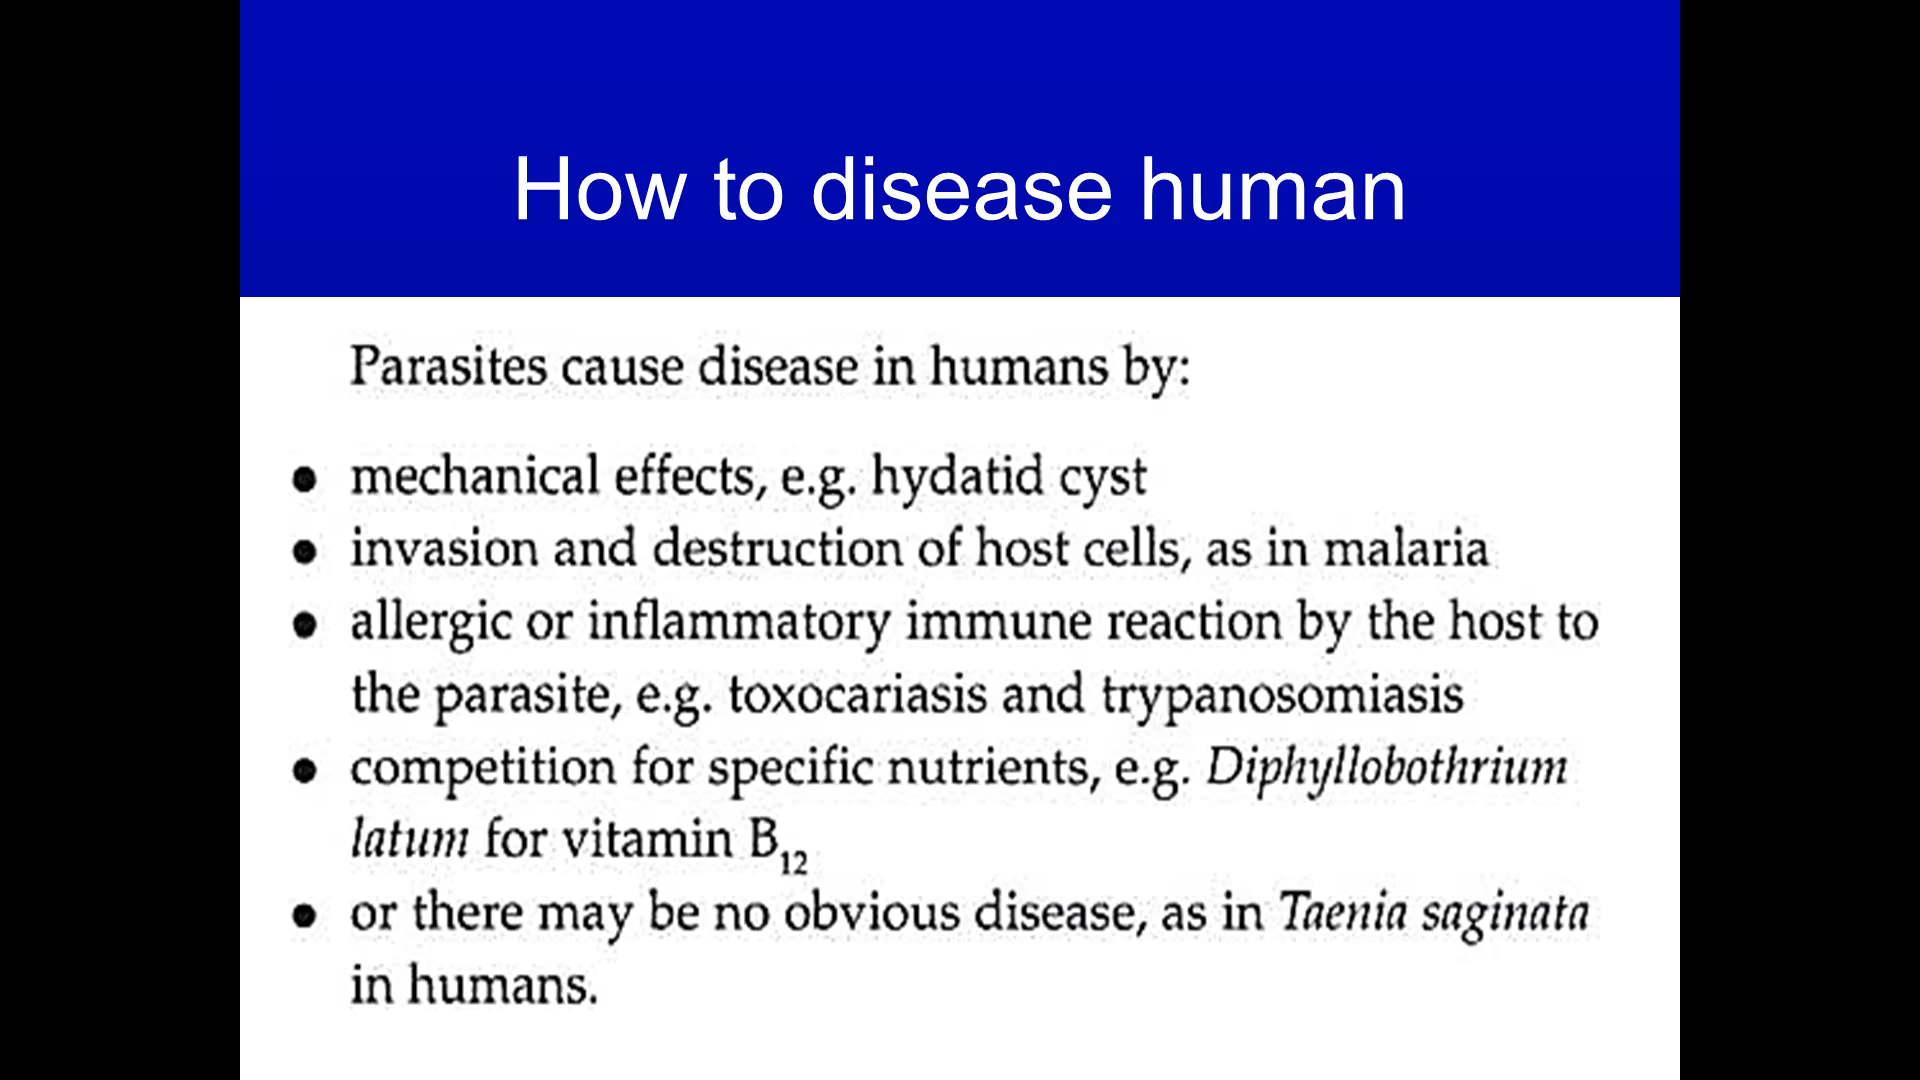 How to disease human
Parasites cause disease in humans by:
● mechanical effects, e.g. hydatid cyst
● invasion and destruction of host cells, as in malaria
● allergic or inflammatory immune reaction by the host to
the parasite, e.g. toxocariasis and trypanosomiasis
● competition for specific nutrients, e.g. Diphyllobothrium
latum for vitamin B₁₂
● or there may be no obvious disease, as in Taenia saginata
in humans.